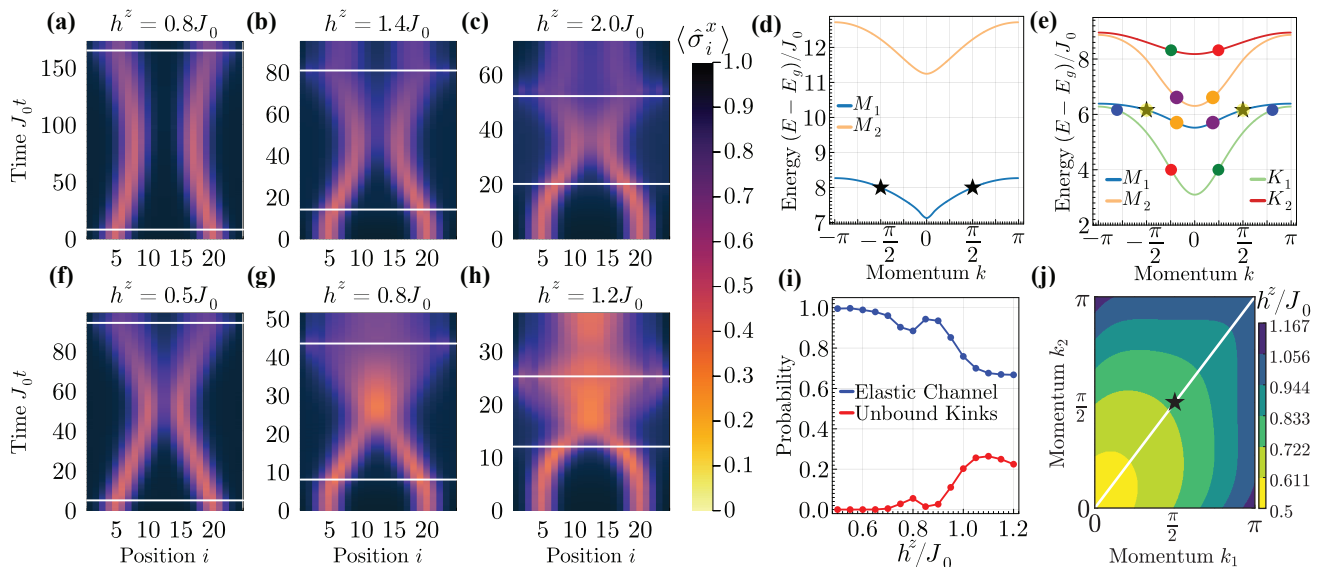 (a) h^z = 0.8J_0
(b) h^z = 1.4J_0
(c) h^z = 2.0J_0
⟨σ̂_i^x⟩
(d)
(e)
Time J_0t
150
100
50
0
5 10 15 20
80
60
40
20
0
5 10 15 20
60
40
20
0
5 10 15 20
1.0
0.9
0.8
0.7
0.6
0.5
0.4
0.3
0.2
0.1
0
Energy (E − E_g)/J_0
12
11
10
9
8
7
M_1
M_2
−π −π/2 0 π/2 π
Momentum k
Energy (E − E_g)/J_0
8
6
4
2
M_1 K_1
M_2 K_2
−π −π/2 0 π/2 π
Momentum k
(f) h^z = 0.5J_0
(g) h^z = 0.8J_0
(h) h^z = 1.2J_0
(i)
(j)
Time J_0t
80
60
40
20
0
5 10 15 20
Position i
50
40
30
20
10
0
5 10 15 20
Position i
30
20
10
0
5 10 15 20
Position i
Probability
1.0
0.8
0.6
0.4
0.2
0.0
Elastic Channel
Unbound Kinks
0.6 0.8 1.0 1.2
h^z/J_0
Momentum k_2
π
π/2
0
0 π/2 π
Momentum k_1
h^z/J_0
1.167
1.056
0.944
0.833
0.722
0.611
0.5